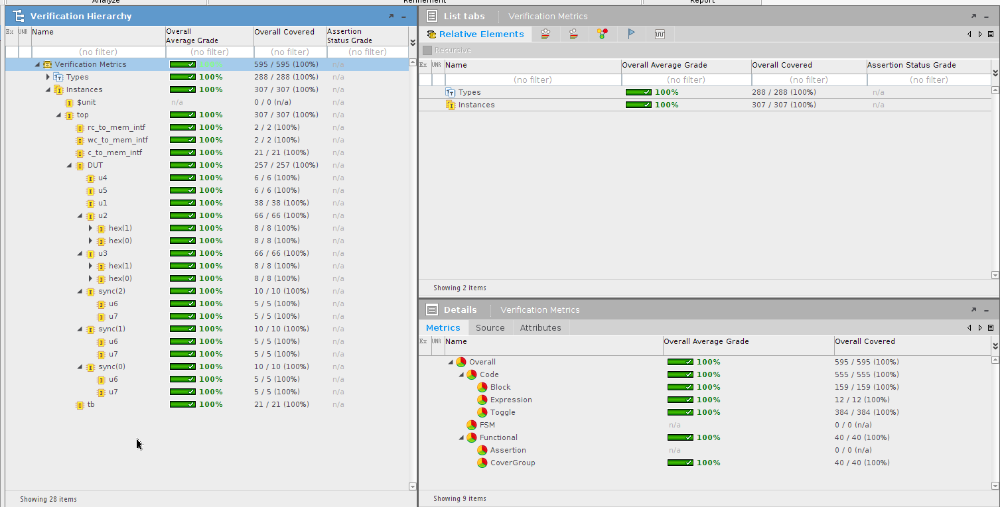 Analyze Refinement Report
Verification Hierarchy
Ex UNR Name Overall Average Grade Overall Covered Assertion Status Grade
(no filter) (no filter) (no filter) (no filter)
Verification Metrics 100% 595 / 595 (100%) n/a
Types 100% 288 / 288 (100%) n/a
Instances 100% 307 / 307 (100%) n/a
$unit n/a 0 / 0 (n/a) n/a
top 100% 307 / 307 (100%) n/a
rc_to_mem_intf 100% 2 / 2 (100%) n/a
wc_to_mem_intf 100% 2 / 2 (100%) n/a
c_to_mem_intf 100% 21 / 21 (100%) n/a
DUT 100% 257 / 257 (100%) n/a
u4 100% 6 / 6 (100%) n/a
u5 100% 6 / 6 (100%) n/a
u1 100% 38 / 38 (100%) n/a
u2 100% 66 / 66 (100%) n/a
hex(1) 100% 8 / 8 (100%) n/a
hex(0) 100% 8 / 8 (100%) n/a
u3 100% 66 / 66 (100%) n/a
hex(1) 100% 8 / 8 (100%) n/a
hex(0) 100% 8 / 8 (100%) n/a
sync(2) 100% 10 / 10 (100%) n/a
u6 100% 5 / 5 (100%) n/a
u7 100% 5 / 5 (100%) n/a
sync(1) 100% 10 / 10 (100%) n/a
u6 100% 5 / 5 (100%) n/a
u7 100% 5 / 5 (100%) n/a
sync(0) 100% 10 / 10 (100%) n/a
u6 100% 5 / 5 (100%) n/a
u7 100% 5 / 5 (100%) n/a
tb 100% 21 / 21 (100%) n/a
Showing 28 items
List tabs Verification Metrics
Relative Elements
Recursive
Ex UNR Name Overall Average Grade Overall Covered Assertion Status Grade
(no filter) (no filter) (no filter) (no filter)
Types 100% 288 / 288 (100%) n/a
Instances 100% 307 / 307 (100%) n/a
Showing 2 items
Details Verification Metrics
Metrics Source Attributes
Ex UNR Name Overall Average Grade Overall Covered
Overall 100% 595 / 595 (100%)
Code 100% 555 / 555 (100%)
Block 100% 159 / 159 (100%)
Expression 100% 12 / 12 (100%)
Toggle 100% 384 / 384 (100%)
FSM n/a 0 / 0 (n/a)
Functional 100% 40 / 40 (100%)
Assertion n/a 0 / 0 (n/a)
CoverGroup 100% 40 / 40 (100%)
Showing 9 items